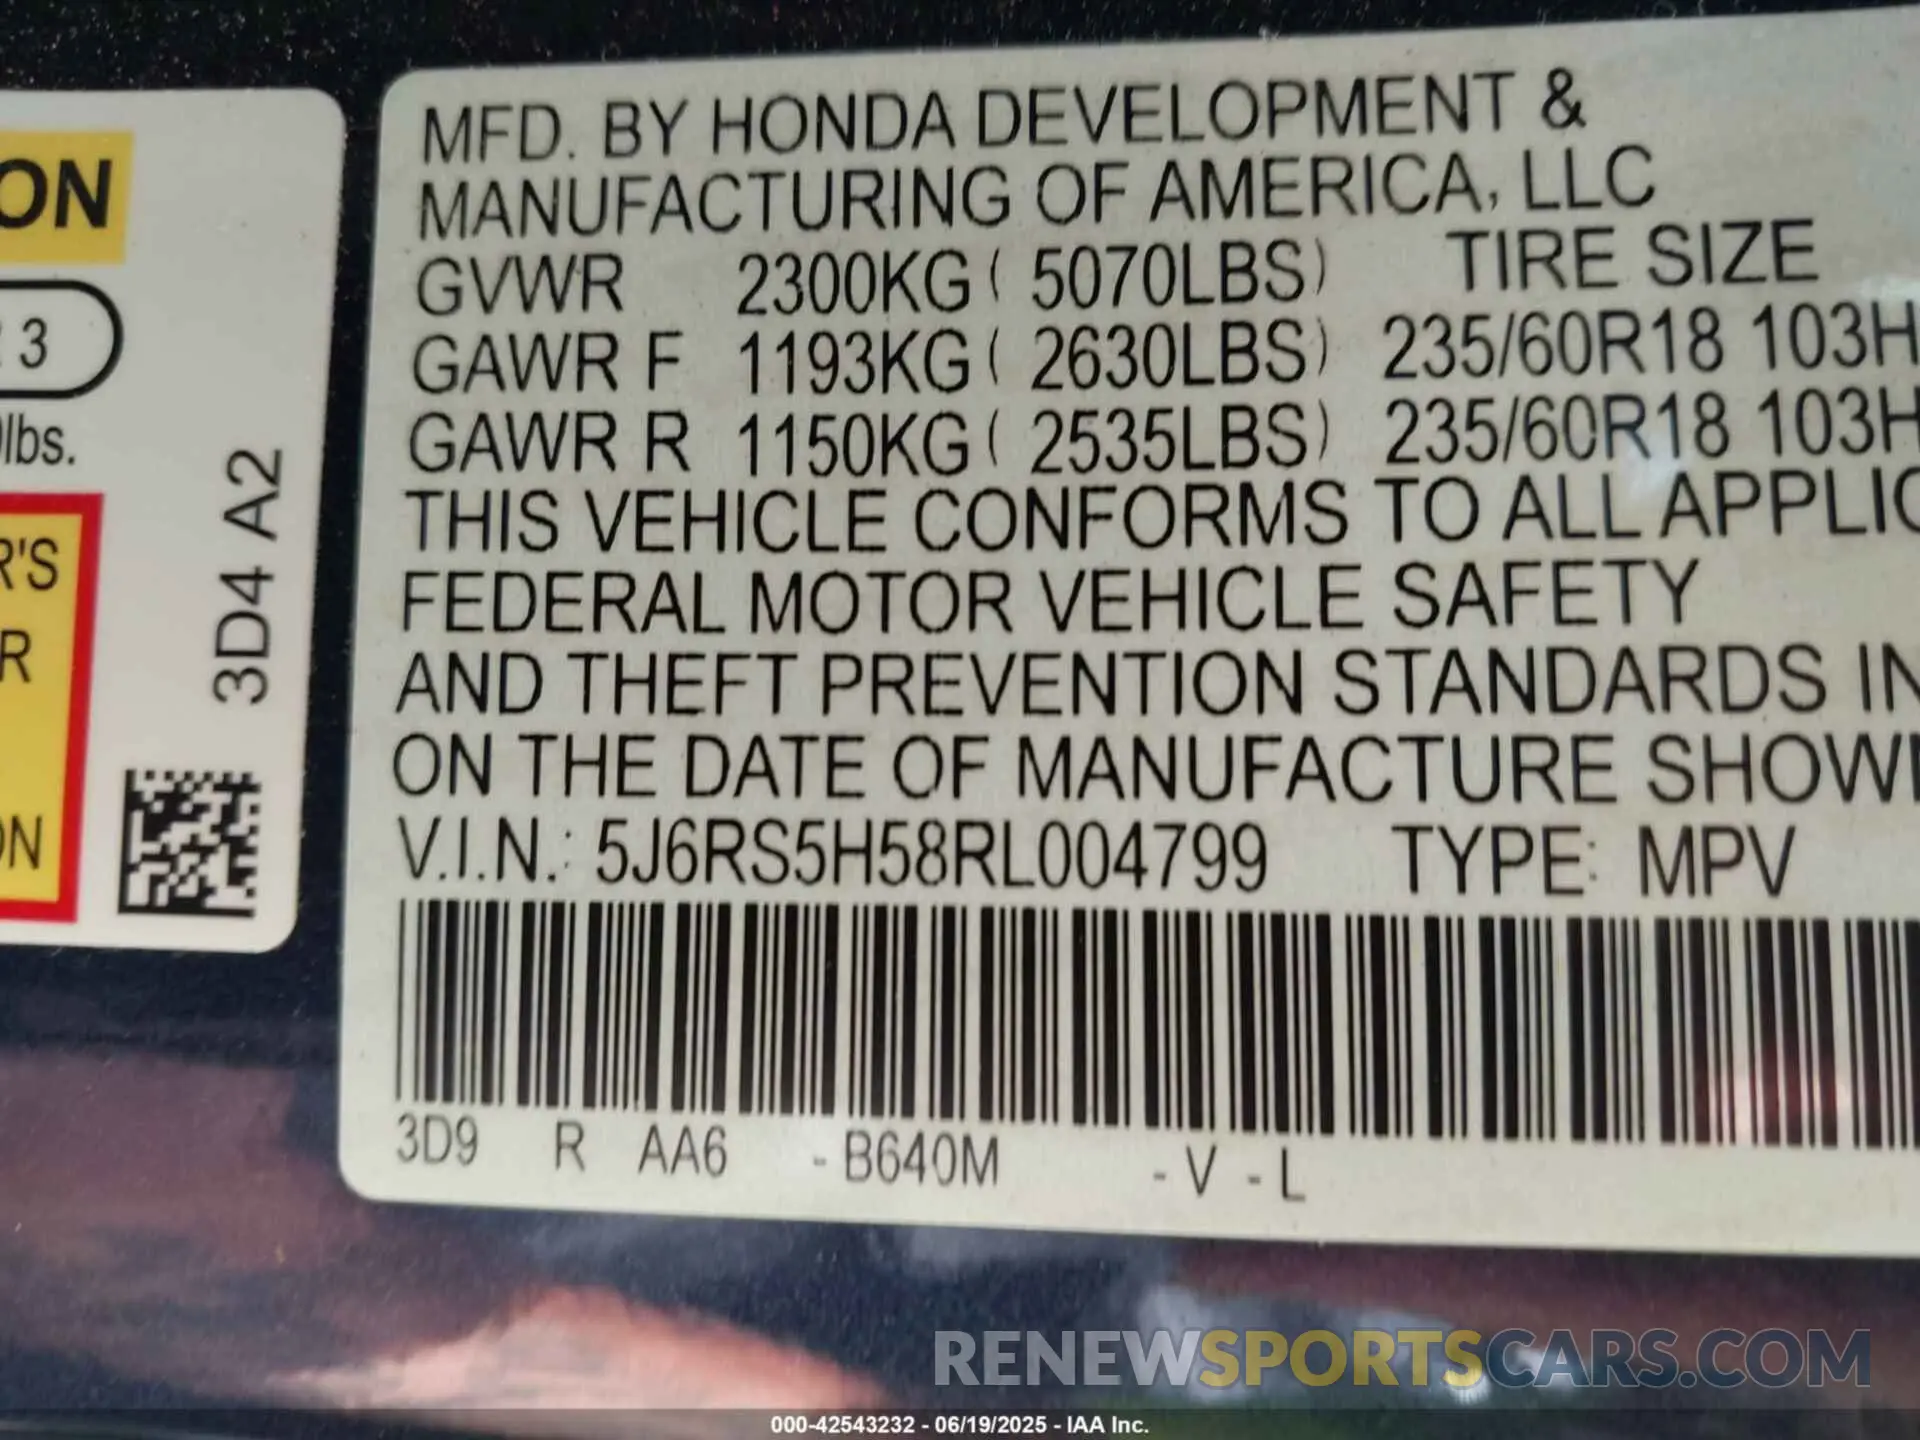 ON
3
lbs.
R'S
R
ON
3D4 A2
MFD. BY HONDA DEVELOPMENT &
MANUFACTURING OF AMERICA, LLC
GVWR 2300KG ( 5070LBS) TIRE SIZE
GAWR F 1193KG ( 2630LBS) 235/60R18 103H
GAWR R 1150KG ( 2535LBS) 235/60R18 103H
THIS VEHICLE CONFORMS TO ALL APPLIC
FEDERAL MOTOR VEHICLE SAFETY
AND THEFT PREVENTION STANDARDS IN
ON THE DATE OF MANUFACTURE SHOWN
V.I.N.: 5J6RS5H58RL004799 TYPE: MPV
3D9 R AA6 - B640M - V - L
RENEWSPORTSCARS.COM
000-42543232 - 06/19/2025 - IAA Inc.